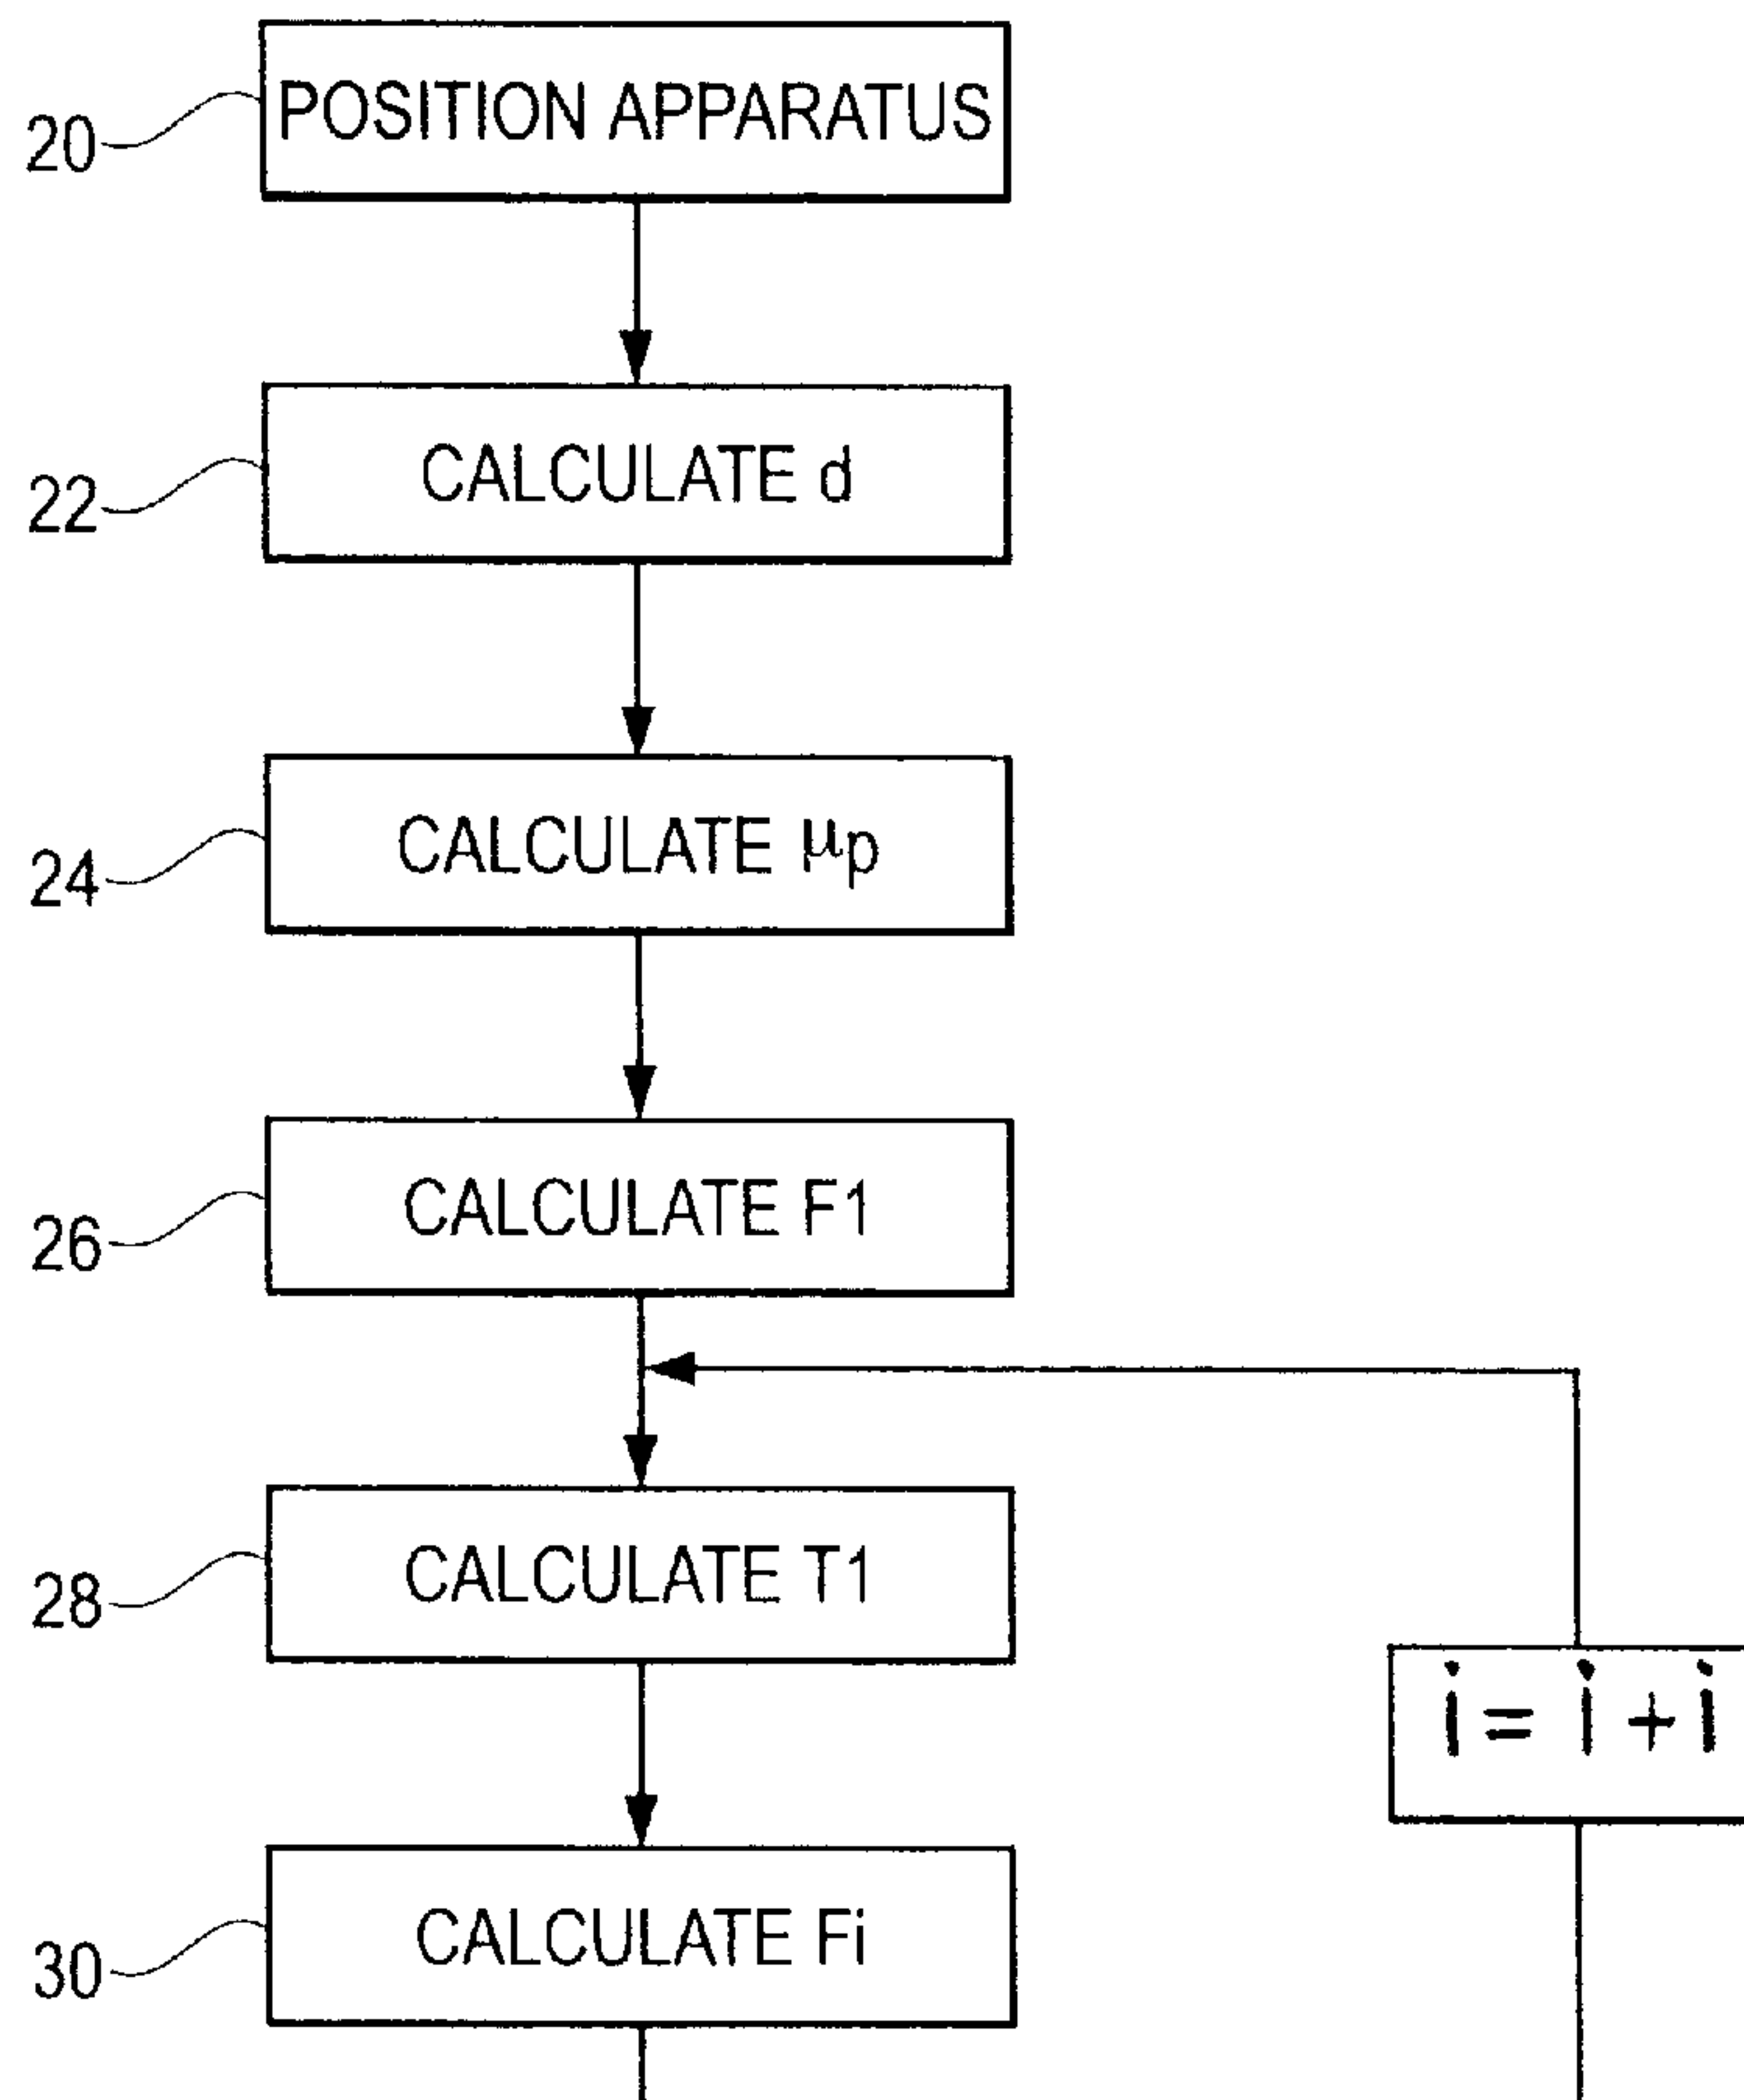 20 POSITION APPARATUS
22 CALCULATE d
24 CALCULATE μp
26 CALCULATE F1
28 CALCULATE T1
i = i + i
30 CALCULATE Fi